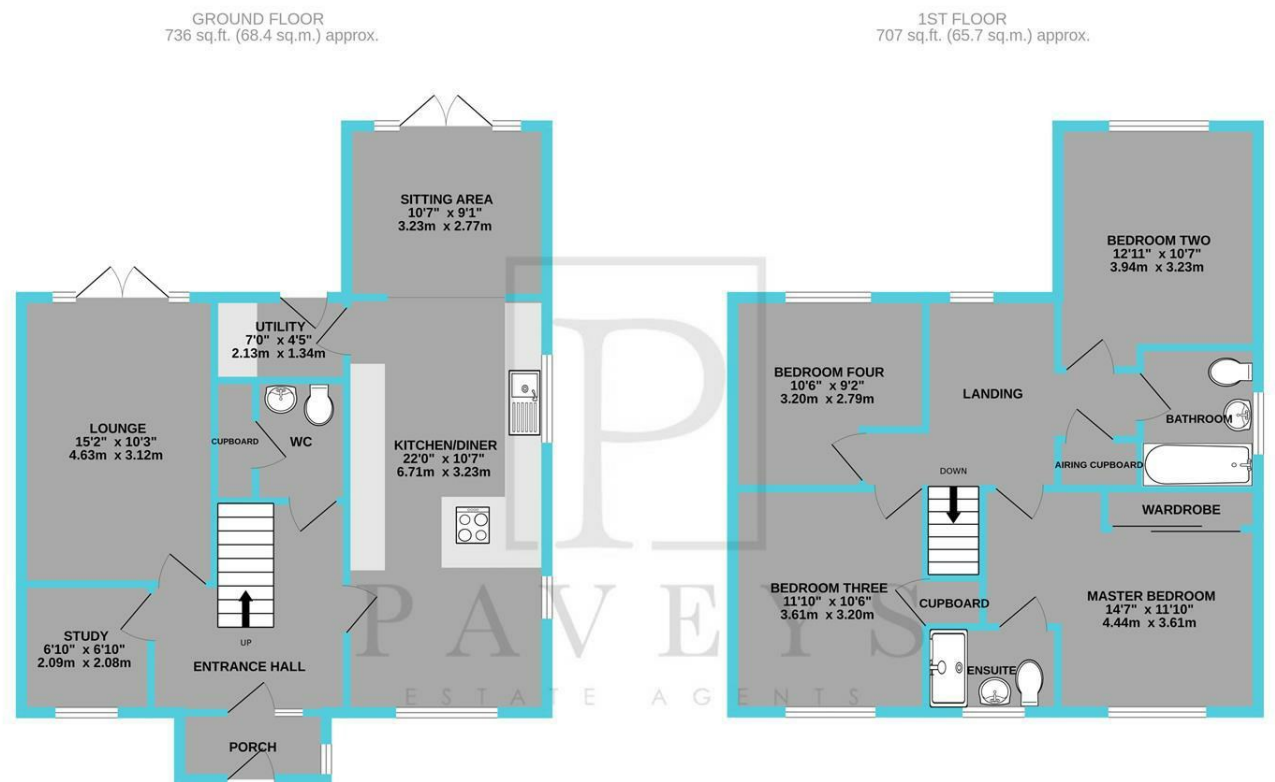 GROUND FLOOR
736 sq.ft. (68.4 sq.m.) approx.
SITTING AREA
10'7" x 9'1"
3.23m x 2.77m
UTILITY
7'0" x 4'5"
2.13m x 1.34m
LOUNGE
15'2" x 10'3"
4.63m x 3.12m
CUPBOARD
WC
KITCHEN/DINER
22'0" x 10'7"
6.71m x 3.23m
STUDY
6'10" x 6'10"
2.09m x 2.08m
UP
ENTRANCE HALL
PORCH
1ST FLOOR
707 sq.ft. (65.7 sq.m.) approx.
BEDROOM TWO
12'11" x 10'7"
3.94m x 3.23m
BEDROOM FOUR
10'6" x 9'2"
3.20m x 2.79m
LANDING
BATHROOM
DOWN
AIRING CUPBOARD
WARDROBE
BEDROOM THREE
11'10" x 10'6"
3.61m x 3.20m
CUPBOARD
MASTER BEDROOM
14'7" x 11'10"
4.44m x 3.61m
ENSUITE
P
PAVEYS
ESTATE AGENTS